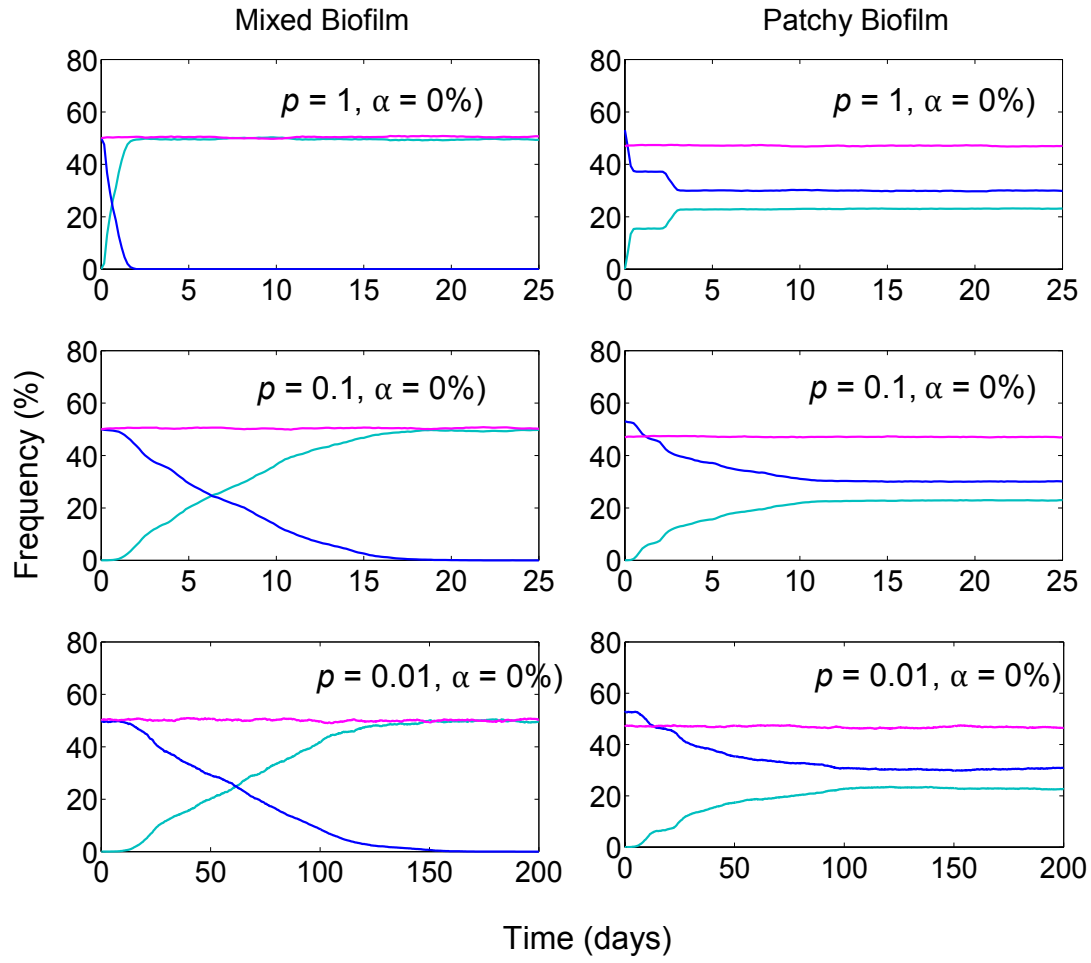 Mixed Biofilm
Patchy Biofilm
80
60
40
20
0
p = 1, α = 0%)
0 5 10 15 20 25
80
60
40
20
0
p = 1, α = 0%)
0 5 10 15 20 25
Frequency (%)
80
60
40
20
0
p = 0.1, α = 0%)
0 5 10 15 20 25
80
60
40
20
0
p = 0.1, α = 0%)
0 5 10 15 20 25
80
60
40
20
0
p = 0.01, α = 0%)
0 50 100 150 200
80
60
40
20
0
p = 0.01, α = 0%)
0 50 100 150 200
Time (days)